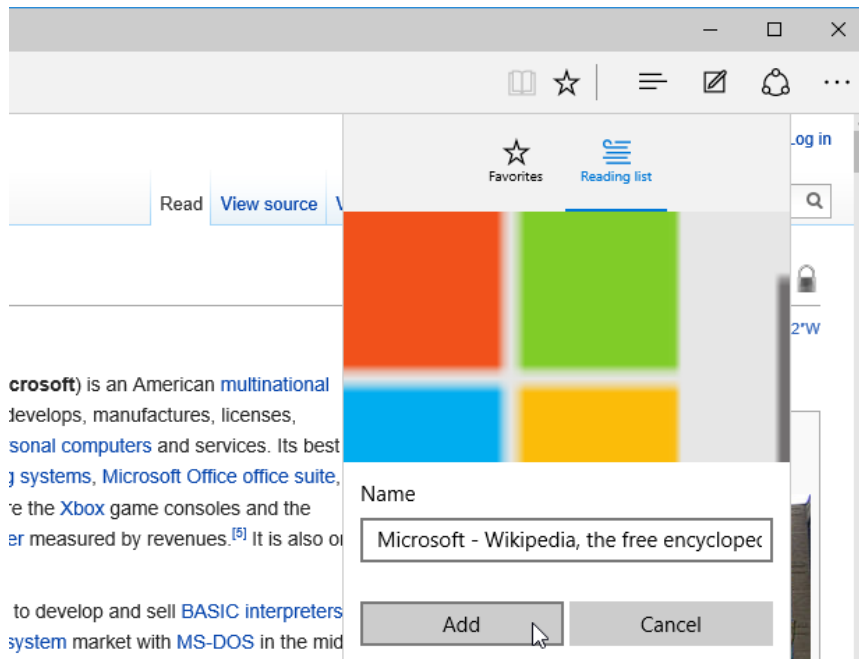 Log in
Favorites
Reading list
Read View source
2″W
crosoft) is an American multinational
develops, manufactures, licenses,
sonal computers and services. Its best
systems, Microsoft Office office suite,
re the Xbox game consoles and the
er measured by revenues.[5] It is also
to develop and sell BASIC interpreters
system market with MS-DOS in the mid
Name
Microsoft - Wikipedia, the free encycloped
Add
Cancel